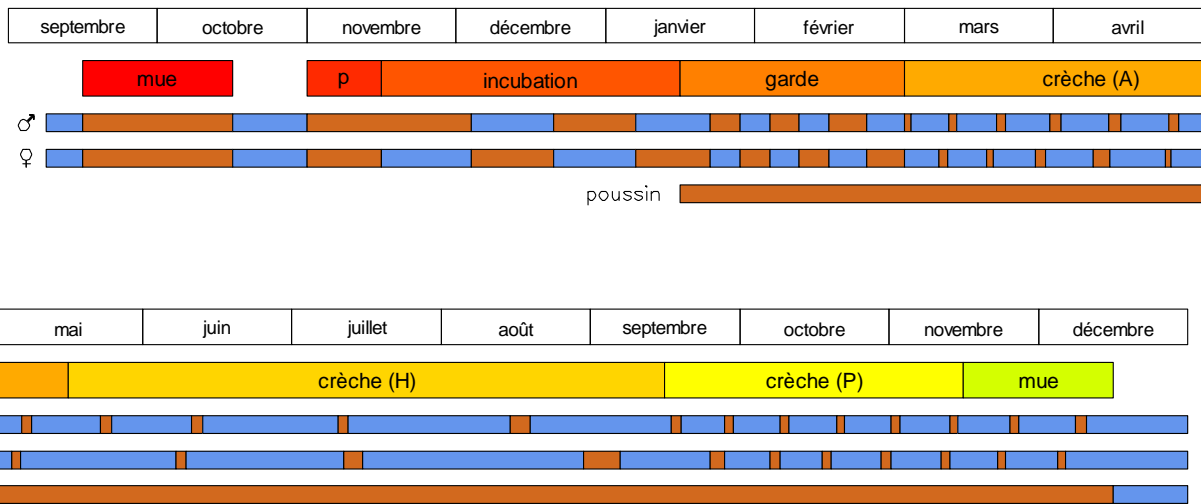 septembre octobre novembre décembre janvier février mars avril
mue p incubation garde crèche (A)
♂
♀
poussin
mai juin juillet août septembre octobre novembre décembre
crèche (H) crèche (P) mue